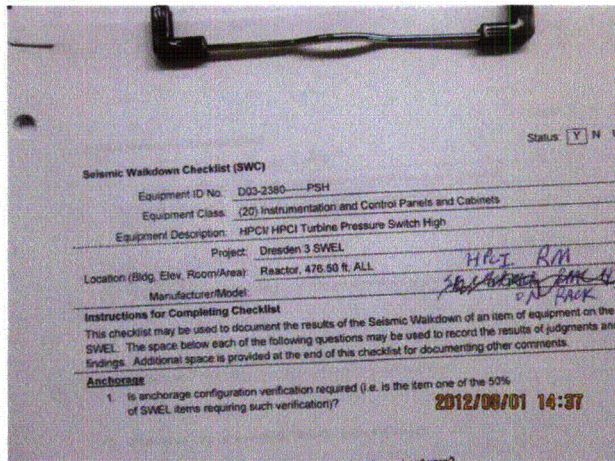 Status: Y N
Seismic Walkdown Checklist (SWC)
Equipment ID No. D03-2380-----PSH
Equipment Class: (20) Instrumentation and Control Panels and Cabinets
Equipment Description: HPCI/ HPCI Turbine Pressure Switch High
Project: Dresden 3 SWEL
Location (Bldg, Elev, Room/Area): Reactor, 476.50 ft, ALL
HPCI RM
Manufacturer/Model:
ON RACK
Instructions for Completing Checklist
This checklist may be used to document the results of the Seismic Walkdown of an item of equipment on the
SWEL. The space below each of the following questions may be used to record the results of judgments and
findings. Additional space is provided at the end of this checklist for documenting other comments.
Anchorage
1. Is anchorage configuration verification required (i.e. is the item one of the 50%
of SWEL items requiring such verification)?
2012/08/01 14:37